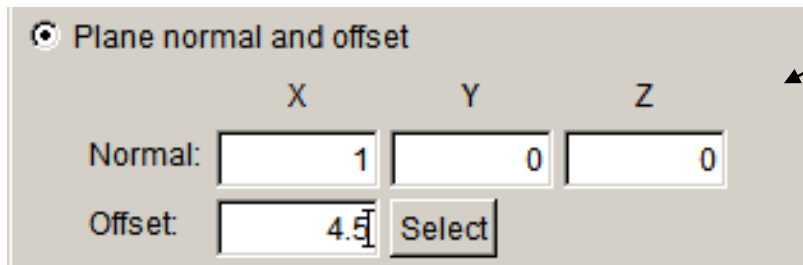 Plane normal and offset
X Y Z
Normal: 1 0 0
Offset: 4.5 Select